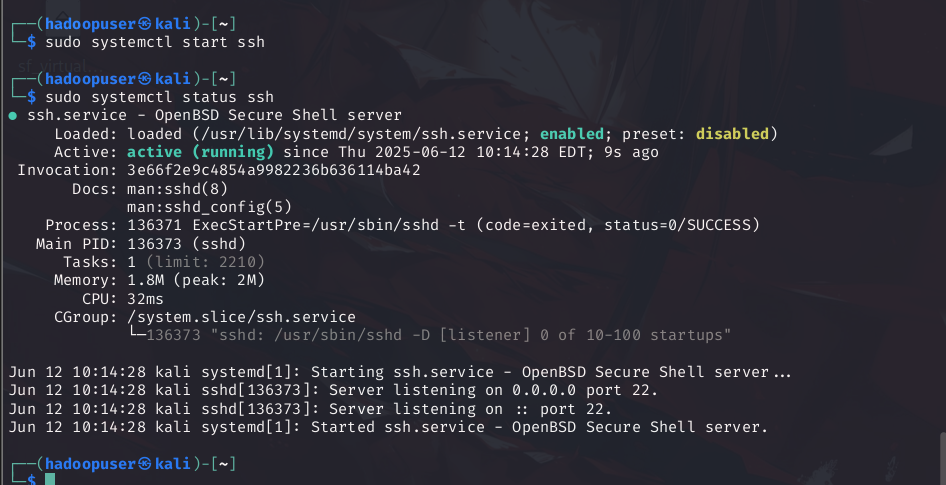 ┌──(hadoopuser㉿kali)-[~]
└─$ sudo systemctl start ssh
sf_virtual...
┌──(hadoopuser㉿kali)-[~]
└─$ sudo systemctl status ssh
● ssh.service - OpenBSD Secure Shell server
     Loaded: loaded (/usr/lib/systemd/system/ssh.service; enabled; preset: disabled)
     Active: active (running) since Thu 2025-06-12 10:14:28 EDT; 9s ago
 Invocation: 3e66f2e9c4854a9982236b636114ba42
       Docs: man:sshd(8)
             man:sshd_config(5)
    Process: 136371 ExecStartPre=/usr/sbin/sshd -t (code=exited, status=0/SUCCESS)
   Main PID: 136373 (sshd)
      Tasks: 1 (limit: 2210)
     Memory: 1.8M (peak: 2M)
        CPU: 32ms
     CGroup: /system.slice/ssh.service
             └─136373 "sshd: /usr/sbin/sshd -D [listener] 0 of 10-100 startups"
Jun 12 10:14:28 kali systemd[1]: Starting ssh.service - OpenBSD Secure Shell server...
Jun 12 10:14:28 kali sshd[136373]: Server listening on 0.0.0.0 port 22.
Jun 12 10:14:28 kali sshd[136373]: Server listening on :: port 22.
Jun 12 10:14:28 kali systemd[1]: Started ssh.service - OpenBSD Secure Shell server.
┌──(hadoopuser㉿kali)-[~]
└─$